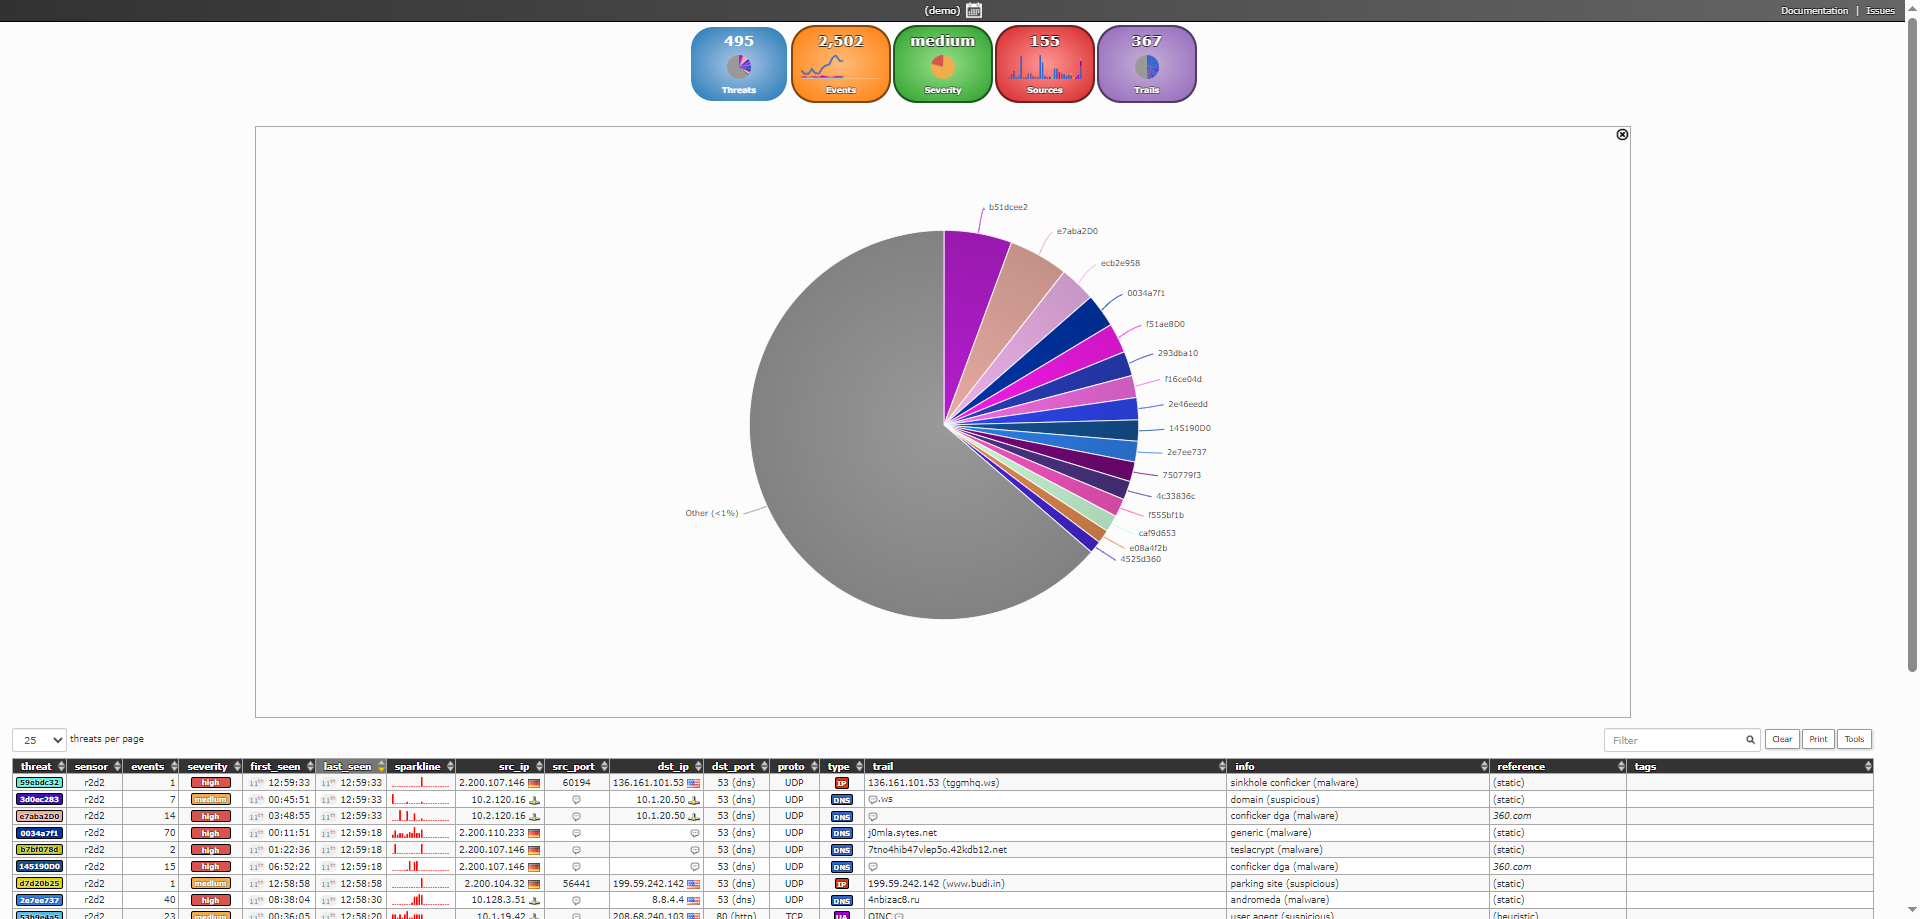 (demo)
Documentation | Issues
495 2,502 medium 155 367
Threats Events Severity Sources Trails
b51dcee2
e7aba2D0
ecb2e958
0034a7f1
f51ae8D0
293dba10
f16ce04d
2e46eedd
145190D0
2e7ee737
750779f3
4c33836c
f555bf1b
caf9d653
e08a4f2b
4525d360
Other (<1%)
25 threats per page Filter Clear Print Tools
threat sensor events severity first_seen last_seen sparkline src_ip src_port dst_ip dst_port proto type trail info reference tags
59ebdc32 r2d2 1 high 11th 12:59:33 11th 12:59:33 2.200.107.146 60194 136.161.101.53 53 (dns) UDP IP 136.161.101.53 (tggmhq.ws) sinkhole conficker (malware) (static)
3d0ec283 r2d2 7 medium 11th 00:45:51 11th 12:59:33 10.2.120.16 10.1.20.50 53 (dns) UDP DNS .ws domain (suspicious) (static)
e7aba2D0 r2d2 14 high 11th 03:48:55 11th 12:59:33 10.2.120.16 10.1.20.50 53 (dns) UDP DNS conficker dga (malware) 360.com
0034a7f1 r2d2 70 high 11th 00:11:51 11th 12:59:18 2.200.110.233 53 (dns) UDP DNS j0mla.sytes.net generic (malware) (static)
b7bf078d r2d2 2 high 11th 01:22:36 11th 12:59:18 2.200.107.146 53 (dns) UDP DNS 7tno4hib47vlep5o.42kdb12.net teslacrypt (malware) (static)
145190D0 r2d2 15 high 11th 06:52:22 11th 12:59:18 2.200.107.146 53 (dns) UDP DNS conficker dga (malware) 360.com
d7d20b25 r2d2 1 medium 11th 12:58:58 11th 12:58:58 2.200.104.32 56441 199.59.242.142 53 (dns) UDP IP 199.59.242.142 (www.budi.in) parking site (suspicious) (static)
2e7ee737 r2d2 40 high 11th 08:38:04 11th 12:58:30 10.128.3.51 8.8.4.4 53 (dns) UDP DNS 4nbizac8.ru andromeda (malware) (static)
53b9e4a5 r2d2 23 medium 11th 00:36:05 11th 12:58:20 10.1.19.42 208.68.240.103 80 (http) TCP UA QINC user agent (suspicious) (heuristic)